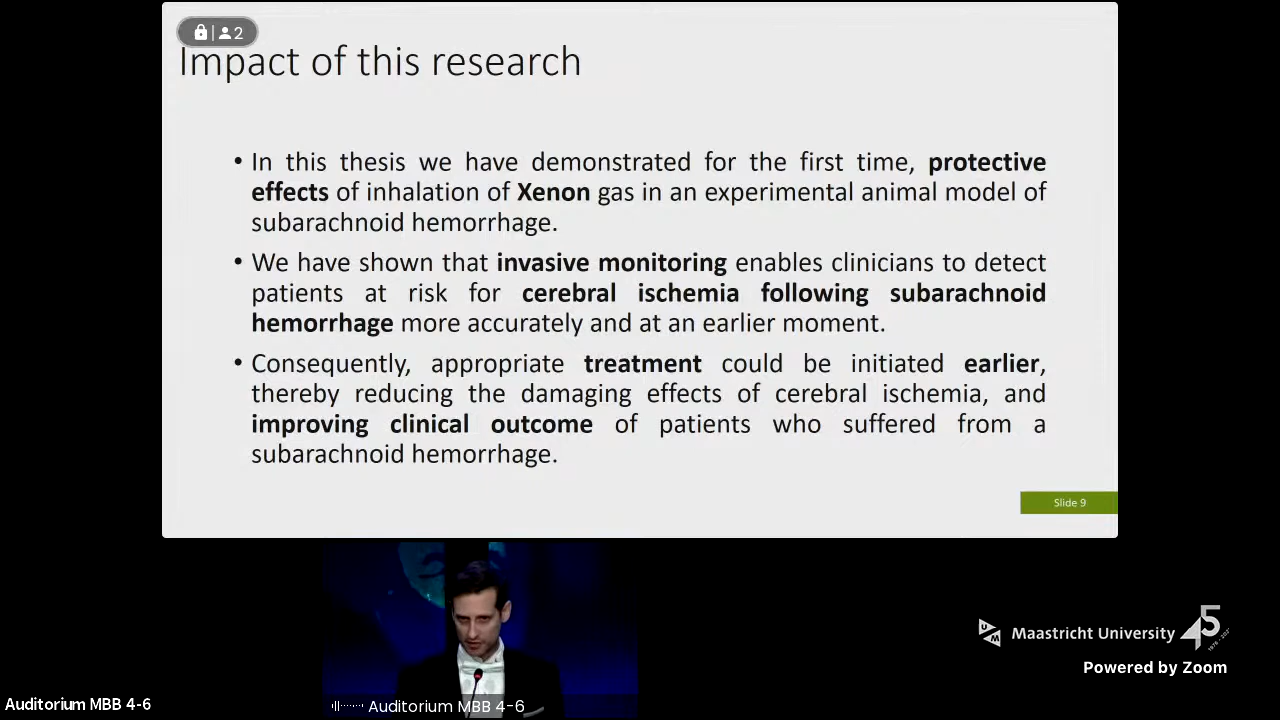 2
Impact of this research
• In this thesis we have demonstrated for the first time, protective
effects of inhalation of Xenon gas in an experimental animal model of
subarachnoid hemorrhage.
• We have shown that invasive monitoring enables clinicians to detect
patients at risk for cerebral ischemia following subarachnoid
hemorrhage more accurately and at an earlier moment.
• Consequently, appropriate treatment could be initiated earlier,
thereby reducing the damaging effects of cerebral ischemia, and
improving clinical outcome of patients who suffered from a
subarachnoid hemorrhage.
Slide 9
UM Maastricht University 45
Powered by Zoom
Auditorium MBB 4-6
Auditorium MBB 4-6